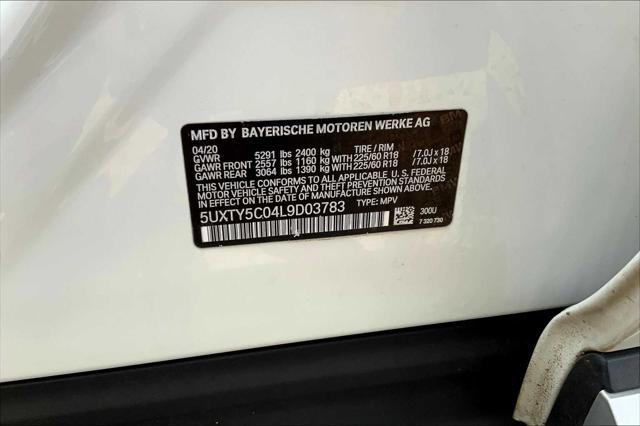 MFD BY BAYERISCHE MOTOREN WERKE AG
04/20 TIRE / RIM
GVWR 5291 lbs 2400 kg
GAWR FRONT 2557 lbs 1160 kg WITH 225/60 R18 /7.0J x 18
GAWR REAR 3064 lbs 1390 kg WITH 225/60 R18 /7.0J x 18
THIS VEHICLE CONFORMS TO ALL APPLICABLE U.S. FEDERAL
MOTOR VEHICLE SAFETY, BUMPER, AND THEFT PREVENTION
STANDARDS IN EFFECT ON THE DATE OF MANUFACTURE SHOWN ABOVE.
5UXTY5C04L9D03783 TYPE: MPV
300U
7 320 730